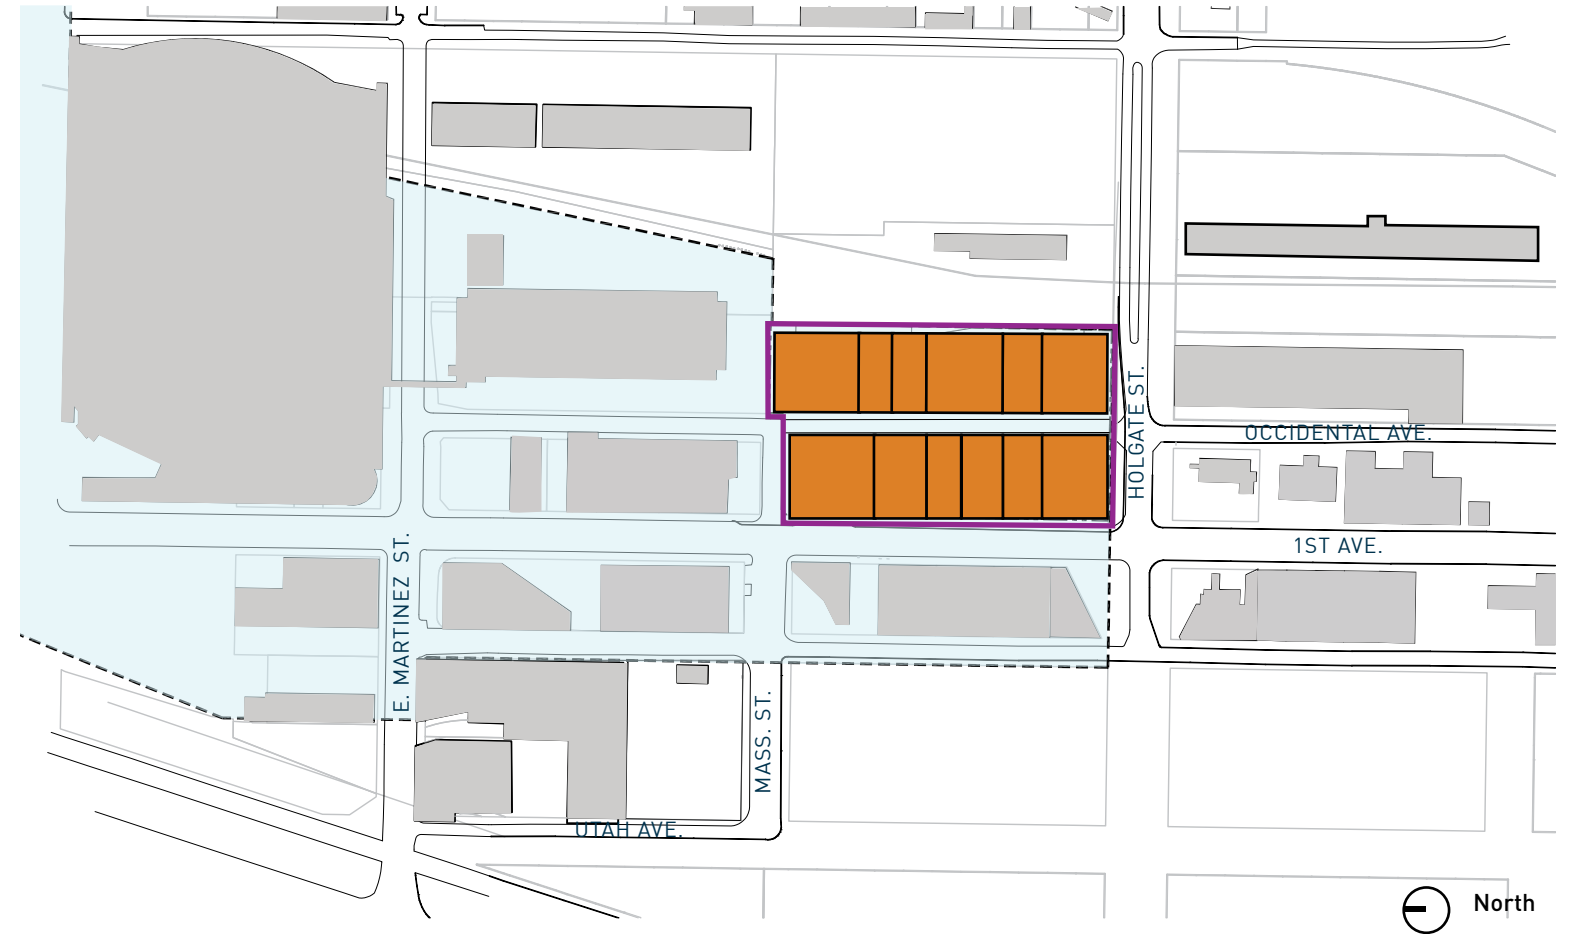 HOLGATE ST.
OCCIDENTAL AVE.
1ST AVE.
E. MARTINEZ ST.
MASS. ST.
UTAH AVE.
North